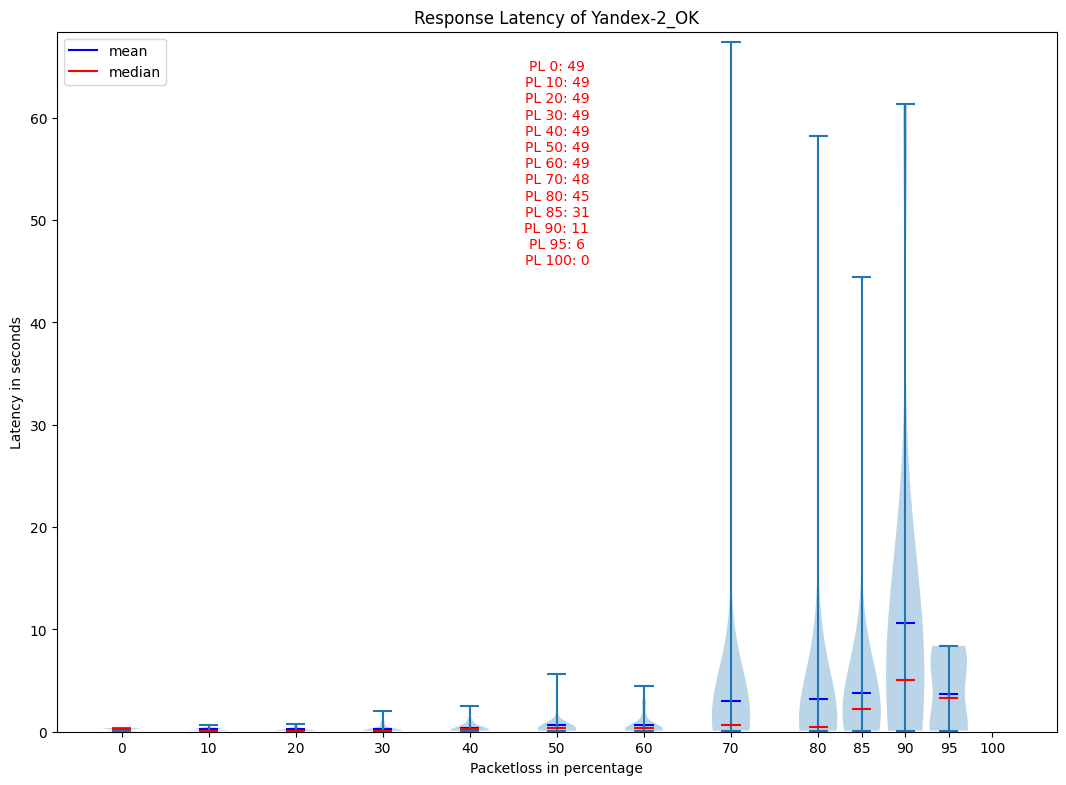 Response Latency of Yandex-2_OK
mean
median
PL 0: 49
PL 10: 49
PL 20: 49
PL 30: 49
PL 40: 49
PL 50: 49
PL 60: 49
PL 70: 48
PL 80: 45
PL 85: 31
PL 90: 11
PL 95: 6
PL 100: 0
Latency in seconds
60
50
40
30
20
10
0
0 10 20 30 40 50 60 70 80 85 90 95 100
Packetloss in percentage